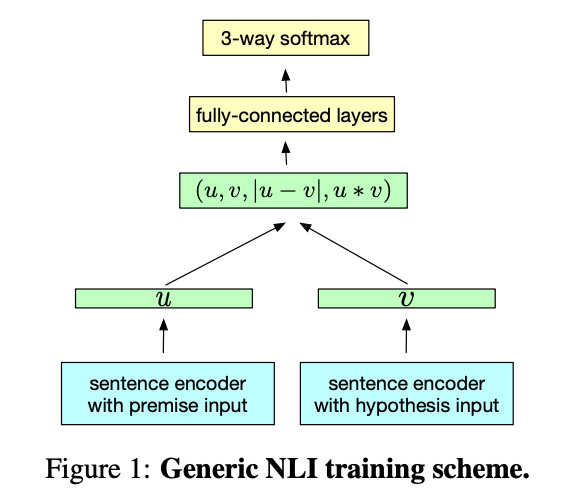 3-way softmax
fully-connected layers
(u, v, |u − v|, u ∗ v)
u
v
sentence encoder
with premise input
sentence encoder
with hypothesis input
Figure 1: Generic NLI training scheme.